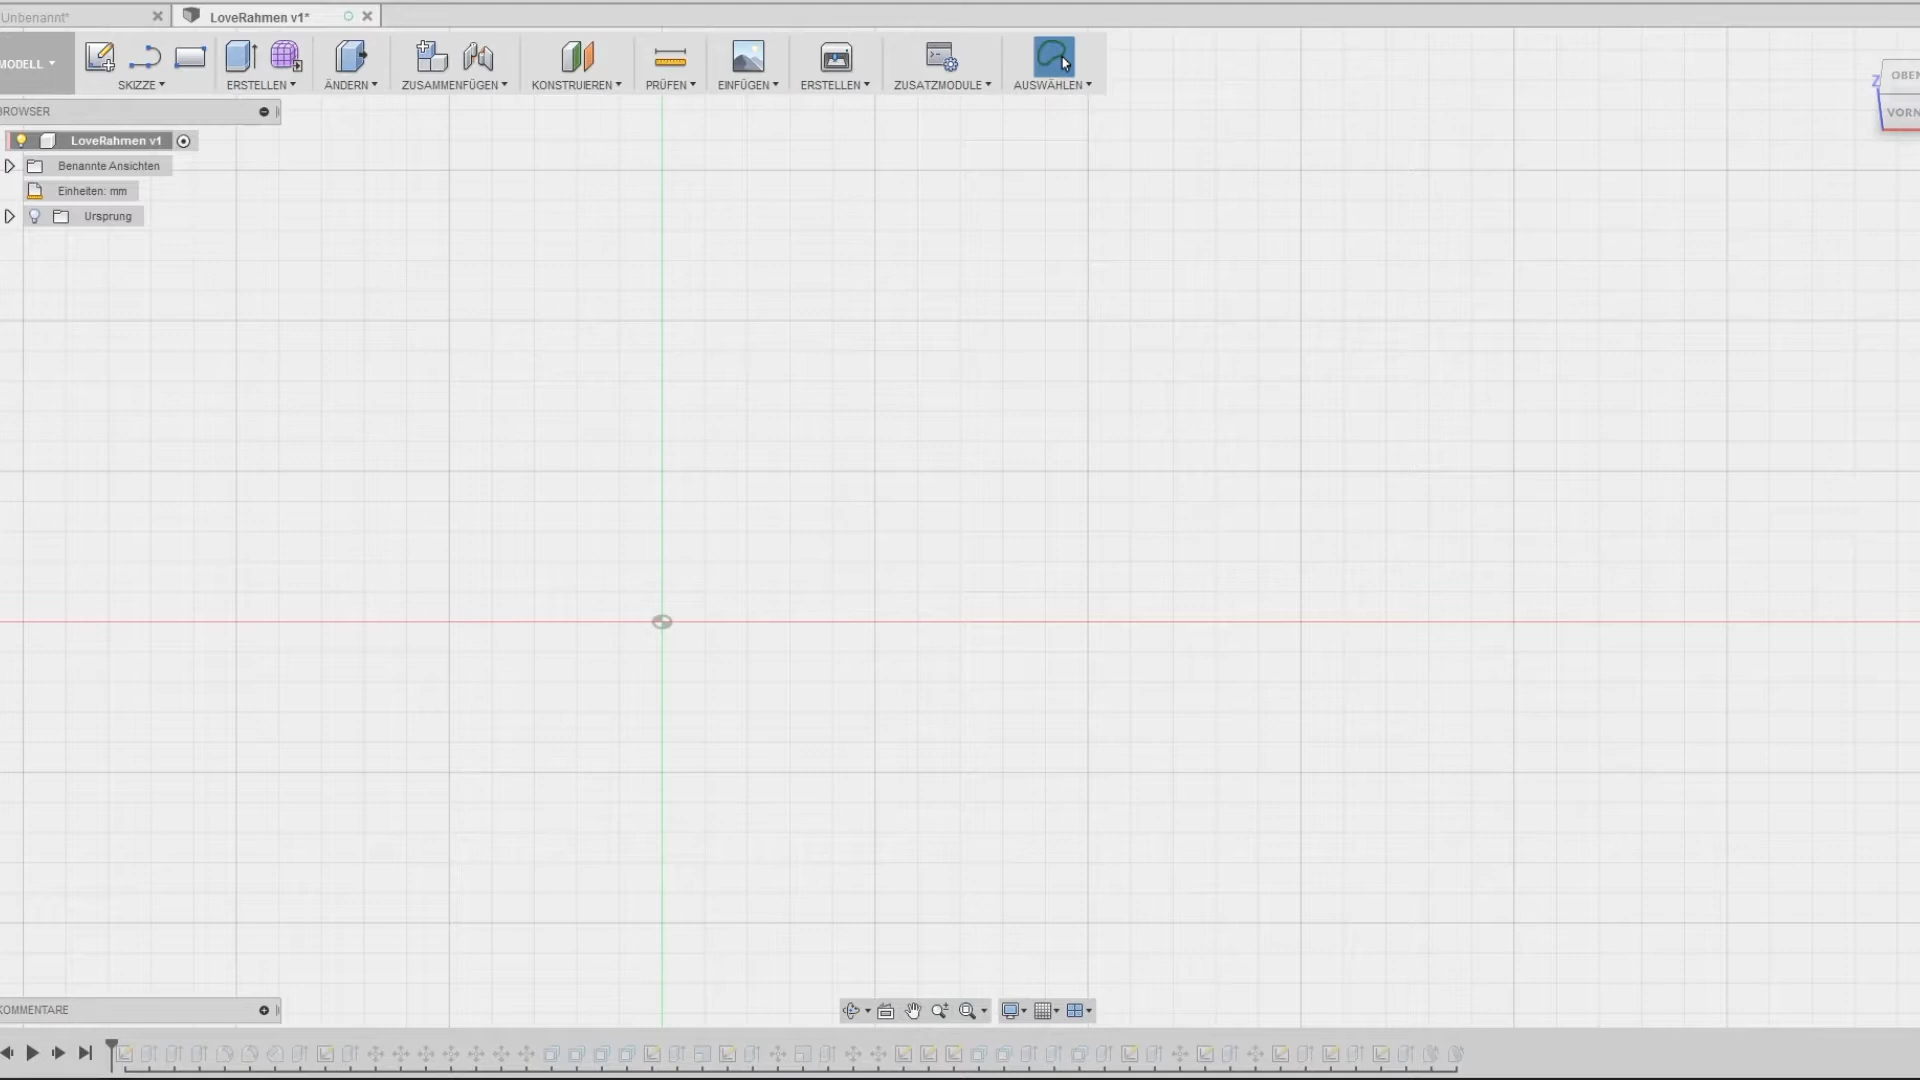 Unbenannt*
LoveRahmen v1*
MODELL
SKIZZE
ERSTELLEN
ÄNDERN
ZUSAMMENFÜGEN
KONSTRUIEREN
PRÜFEN
EINFÜGEN
ERSTELLEN
ZUSATZMODULE
AUSWÄHLEN
Z
OBEN
VORN
BROWSER
LoveRahmen v1
Benannte Ansichten
Einheiten: mm
Ursprung
KOMMENTARE